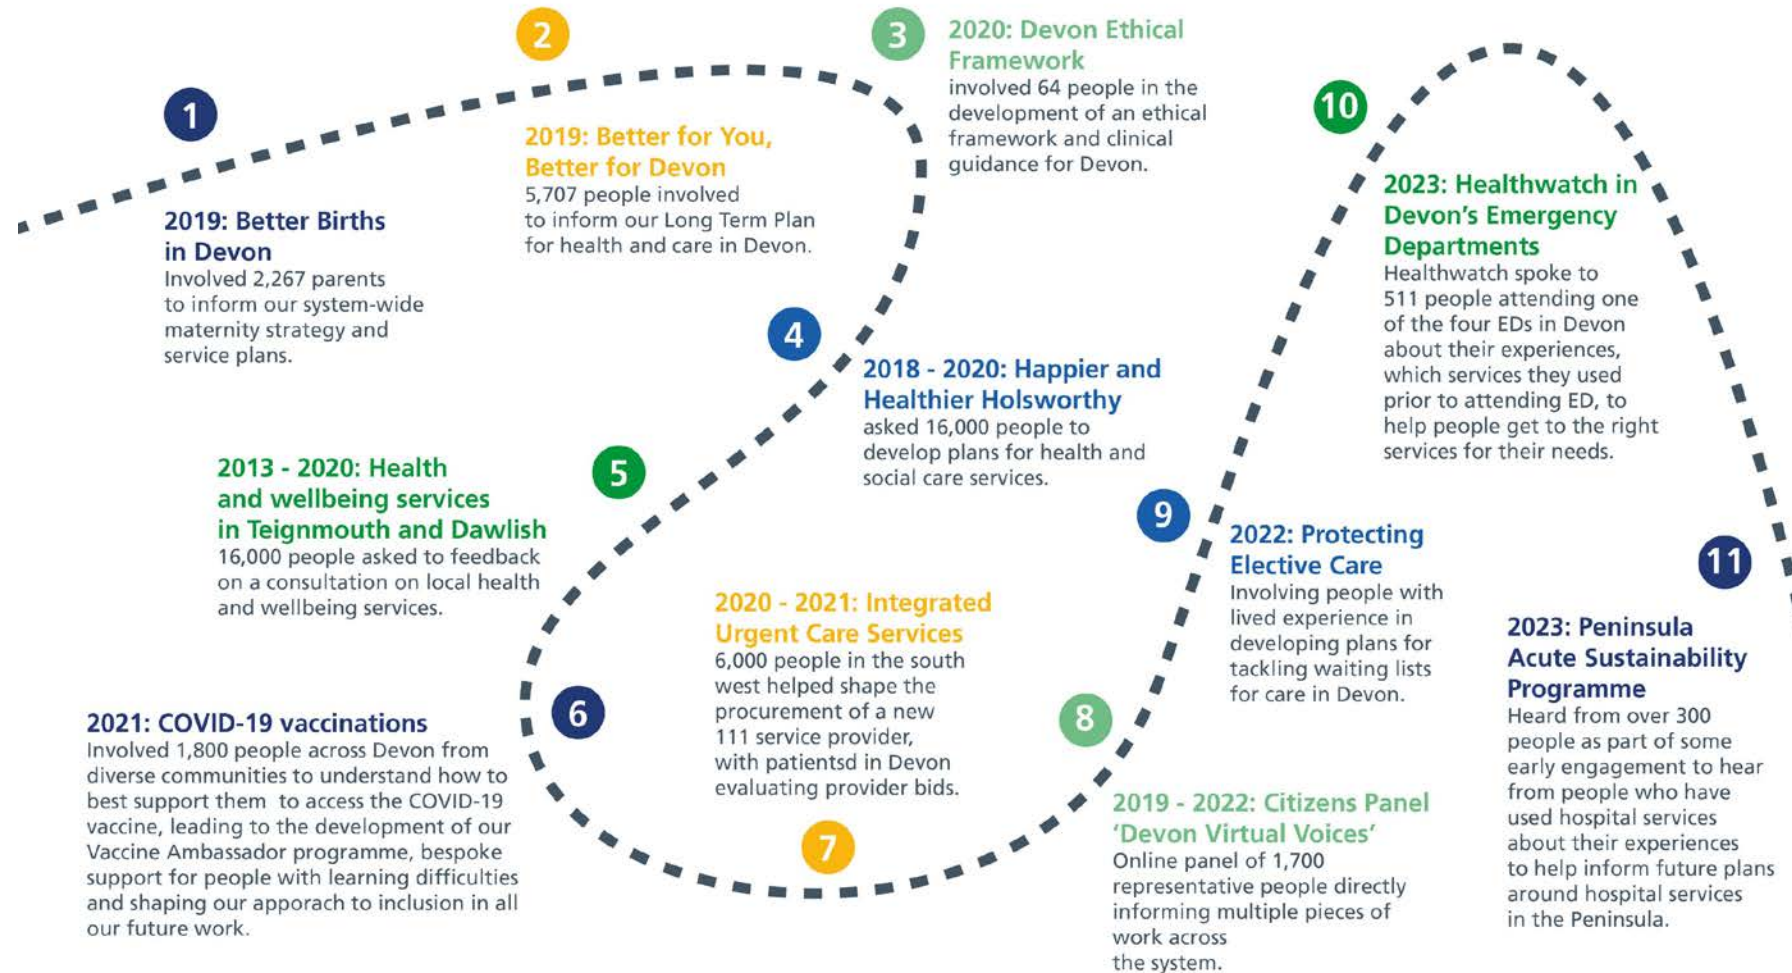 1
2019: Better Births
in Devon
Involved 2,267 parents
to inform our system-wide
maternity strategy and
service plans.
2
2019: Better for You,
Better for Devon
5,707 people involved
to inform our Long Term Plan
for health and care in Devon.
3
2020: Devon Ethical
Framework
involved 64 people in the
development of an ethical
framework and clinical
guidance for Devon.
4
2018 - 2020: Happier and
Healthier Holsworthy
asked 16,000 people to
develop plans for health and
social care services.
5
2013 - 2020: Health
and wellbeing services
in Teignmouth and Dawlish
16,000 people asked to feedback
on a consultation on local health
and wellbeing services.
6
2021: COVID-19 vaccinations
Involved 1,800 people across Devon from
diverse communities to understand how to
best support them  to access the COVID-19
vaccine, leading to the development of our
Vaccine Ambassador programme, bespoke
support for people with learning difficulties
and shaping our apporach to inclusion in all
our future work.
7
2020 - 2021: Integrated
Urgent Care Services
6,000 people in the south
west helped shape the
procurement of a new
111 service provider,
with patientsd in Devon
evaluating provider bids.
8
2019 - 2022: Citizens Panel
‘Devon Virtual Voices’
Online panel of 1,700
representative people directly
informing multiple pieces of
work across
the system.
9
2022: Protecting
Elective Care
Involving people with
lived experience in
developing plans for
tackling waiting lists
for care in Devon.
10
2023: Healthwatch in
Devon’s Emergency
Departments
Healthwatch spoke to
511 people attending one
of the four EDs in Devon
about their experiences,
which services they used
prior to attending ED, to
help people get to the right
services for their needs.
11
2023: Peninsula
Acute Sustainability
Programme
Heard from over 300
people as part of some
early engagement to hear
from people who have
used hospital services
about their experiences
to help inform future plans
around hospital services
in the Peninsula.